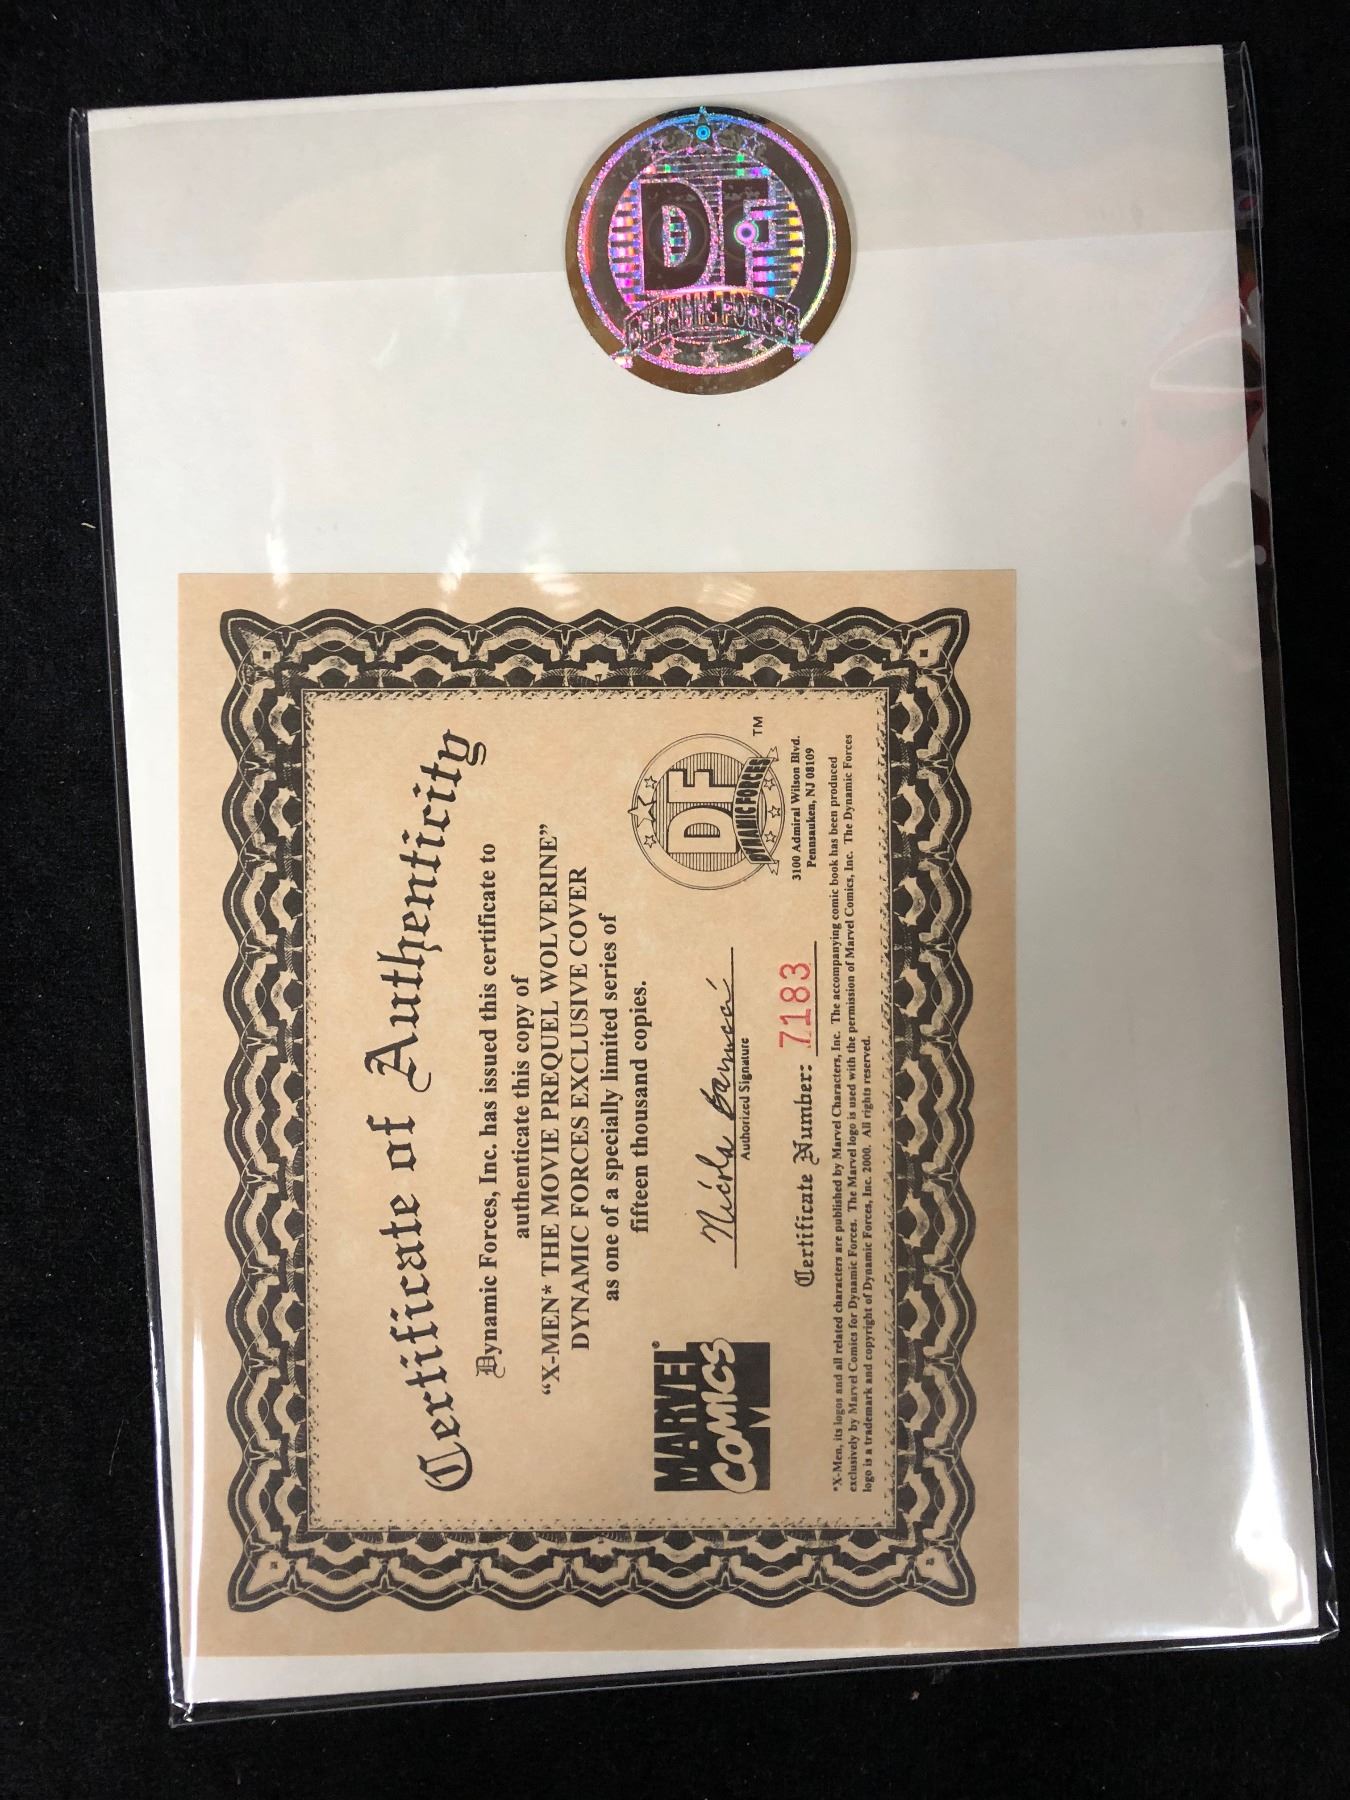 DF
DYNAMIC FORCES
Certificate of Authenticity
Dynamic Forces, Inc. has issued this certificate to
authenticate this copy of
“X-MEN* THE MOVIE PREQUEL WOLVERINE”
DYNAMIC FORCES EXCLUSIVE COVER
as one of a specially limited series of
fifteen thousand copies.
MARVEL®
COMICS
Authorized Signature
Certificate Number: 7183
DF
DYNAMIC FORCES
TM
3100 Admiral Wilson Blvd.
Pennsauken, NJ 08109
*X-Men, its logos and all related characters are published by Marvel Characters, Inc. The accompanying comic book has been produced
exclusively by Marvel Comics for Dynamic Forces. The Marvel logo is used with the permission of Marvel Comics, Inc. The Dynamic Forces
logo is a trademark and copyright of Dynamic Forces, Inc. 2000. All rights reserved.